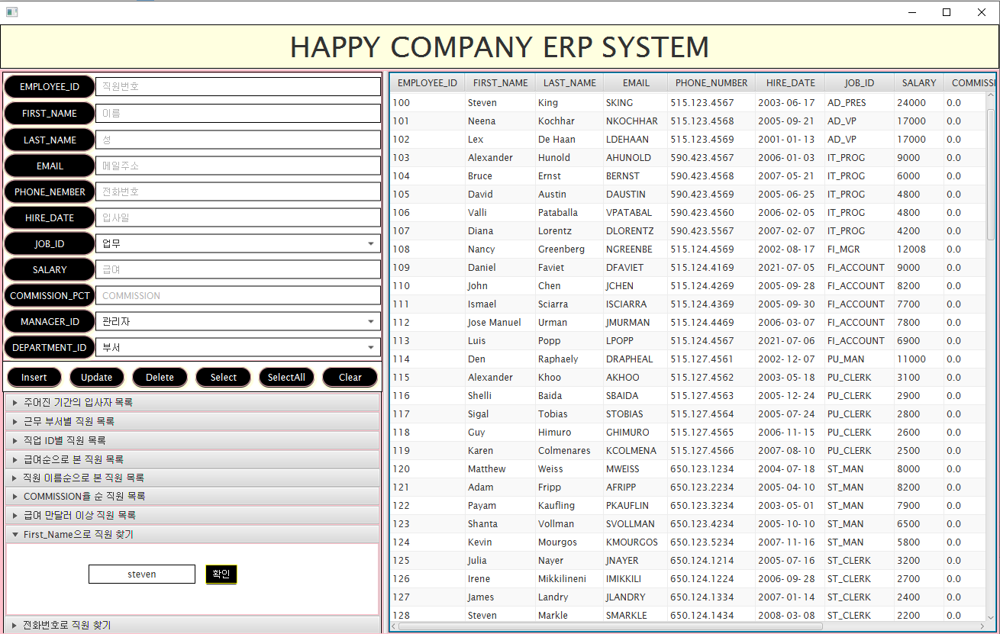 HAPPY COMPANY ERP SYSTEM
EMPLOYEE_ID 직원번호
FIRST_NAME 이름
LAST_NAME 성
EMAIL 메일주소
PHONE_NEMBER 전화번호
HIRE_DATE 입사일
JOB_ID 업무
SALARY 급여
COMMISSION_PCT COMMISSION
MANAGER_ID 관리자
DEPARTMENT_ID 부서
Insert Update Delete Select SelectAll Clear
주어진 기간의 입사자 목록
근무 부서별 직원 목록
직업 ID별 직원 목록
급여순으로 본 직원 목록
직원 이름순으로 본 직원 목록
COMMISSION율 순 직원 목록
급여 만달러 이상 직원 목록
First_Name으로 직원 찾기
steven 확인
전화번호로 직원 찾기
EMPLOYEE_ID FIRST_NAME LAST_NAME EMAIL PHONE_NUMBER HIRE_DATE JOB_ID SALARY COMMISSI
100 Steven King SKING 515.123.4567 2003-06-17 AD_PRES 24000 0.0
101 Neena Kochhar NKOCHHAR 515.123.4568 2005-09-21 AD_VP 17000 0.0
102 Lex De Haan LDEHAAN 515.123.4569 2001-01-13 AD_VP 17000 0.0
103 Alexander Hunold AHUNOLD 590.423.4567 2006-01-03 IT_PROG 9000 0.0
104 Bruce Ernst BERNST 590.423.4568 2007-05-21 IT_PROG 6000 0.0
105 David Austin DAUSTIN 590.423.4569 2005-06-25 IT_PROG 4800 0.0
106 Valli Pataballa VPATABAL 590.423.4560 2006-02-05 IT_PROG 4800 0.0
107 Diana Lorentz DLORENTZ 590.423.5567 2007-02-07 IT_PROG 4200 0.0
108 Nancy Greenberg NGREENBE 515.124.4569 2002-08-17 FI_MGR 12008 0.0
109 Daniel Faviet DFAVIET 515.124.4169 2021-07-05 FI_ACCOUNT 9000 0.0
110 John Chen JCHEN 515.124.4269 2005-09-28 FI_ACCOUNT 8200 0.0
111 Ismael Sciarra ISCIARRA 515.124.4369 2005-09-30 FI_ACCOUNT 7700 0.0
112 Jose Manuel Urman JMURMAN 515.124.4469 2006-03-07 FI_ACCOUNT 7800 0.0
113 Luis Popp LPOPP 515.124.4567 2021-07-06 FI_ACCOUNT 6900 0.0
114 Den Raphaely DRAPHEAL 515.127.4561 2002-12-07 PU_MAN 11000 0.0
115 Alexander Khoo AKHOO 515.127.4562 2003-05-18 PU_CLERK 3100 0.0
116 Shelli Baida SBAIDA 515.127.4563 2005-12-24 PU_CLERK 2900 0.0
117 Sigal Tobias STOBIAS 515.127.4564 2005-07-24 PU_CLERK 2800 0.0
118 Guy Himuro GHIMURO 515.127.4565 2006-11-15 PU_CLERK 2600 0.0
119 Karen Colmenares KCOLMENA 515.127.4566 2007-08-10 PU_CLERK 2500 0.0
120 Matthew Weiss MWEISS 650.123.1234 2004-07-18 ST_MAN 8000 0.0
121 Adam Fripp AFRIPP 650.123.2234 2005-04-10 ST_MAN 8200 0.0
122 Payam Kaufling PKAUFLIN 650.123.3234 2003-05-01 ST_MAN 7900 0.0
123 Shanta Vollman SVOLLMAN 650.123.4234 2005-10-10 ST_MAN 6500 0.0
124 Kevin Mourgos KMOURGOS 650.123.5234 2007-11-16 ST_MAN 5800 0.0
125 Julia Nayer JNAYER 650.124.1214 2005-07-16 ST_CLERK 3200 0.0
126 Irene Mikkilineni IMIKKILI 650.124.1224 2006-09-28 ST_CLERK 2700 0.0
127 James Landry JLANDRY 650.124.1334 2007-01-14 ST_CLERK 2400 0.0
128 Steven Markle SMARKLE 650.124.1434 2008-03-08 ST_CLERK 2200 0.0